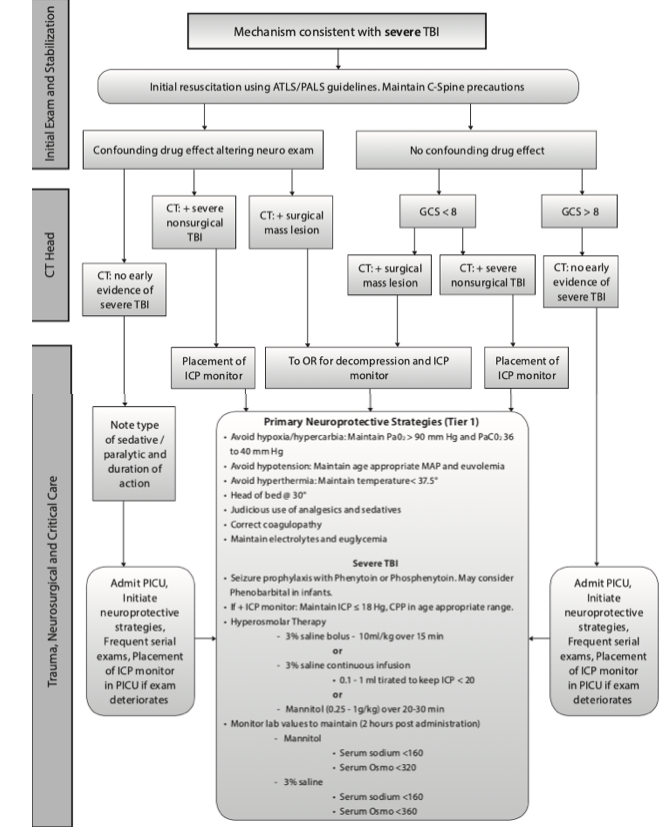 Initial Exam and Stabilization
Mechanism consistent with severe TBI
Initial resuscitation using ATLS/PALS guidelines. Maintain C-Spine precautions
Confounding drug effect altering neuro exam
No confounding drug effect
CT Head
CT: + severe
nonsurgical
TBI
CT: + surgical
mass lesion
GCS < 8
GCS > 8
CT: no early
evidence of
severe TBI
CT: + surgical
mass lesion
CT: + severe
nonsurgical TBI
CT: no early
evidence of
severe TBI
Trauma, Neurosurgical and Critical Care
Placement of
ICP monitor
To OR for decompression and ICP
monitor
Placement of
ICP monitor
Note type
of sedative /
paralytic and
duration of
action
Admit PICU,
Initiate
neuroprotective
strategies,
Frequent serial
exams, Placement
of ICP monitor
in PICU if exam
deteriorates
Primary Neuroprotective Strategies (Tier 1)
• Avoid hypoxia/hypercarbia: Maintain Pa0₂ > 90 mm Hg and PaC0₂ 36
to 40 mm Hg
• Avoid hypotension: Maintain age appropriate MAP and euvolemia
• Avoid hyperthermia: Maintain temperature < 37.5°
• Head of bed @ 30°
• Judicious use of analgesics and sedatives
• Correct coagulopathy
• Maintain electrolytes and euglycemia
Severe TBI
• Seizure prophylaxis with Phenytoin or Phosphenytoin. May consider
Phenobarbital in infants.
• If + ICP monitor: Maintain ICP ≤ 18 Hg, CPP in age appropriate range.
• Hyperosmolar Therapy
- 3% saline bolus - 10ml/kg over 15 min
or
- 3% saline continuous infusion
• 0.1 - 1 ml tirated to keep ICP < 20
or
- Mannitol (0.25 - 1g/kg) over 20-30 min
• Monitor lab values to maintain (2 hours post administration)
- Mannitol
• Serum sodium <160
• Serum Osmo <320
- 3% saline
• Serum sodium <160
• Serum Osmo <360
Admit PICU,
Initiate
neuroprotective
strategies,
Frequent serial
exams, Placement
of ICP monitor
in PICU if exam
deteriorates